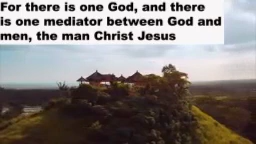 For there is one God, and there
is one mediator between God and
men, the man Christ Jesus